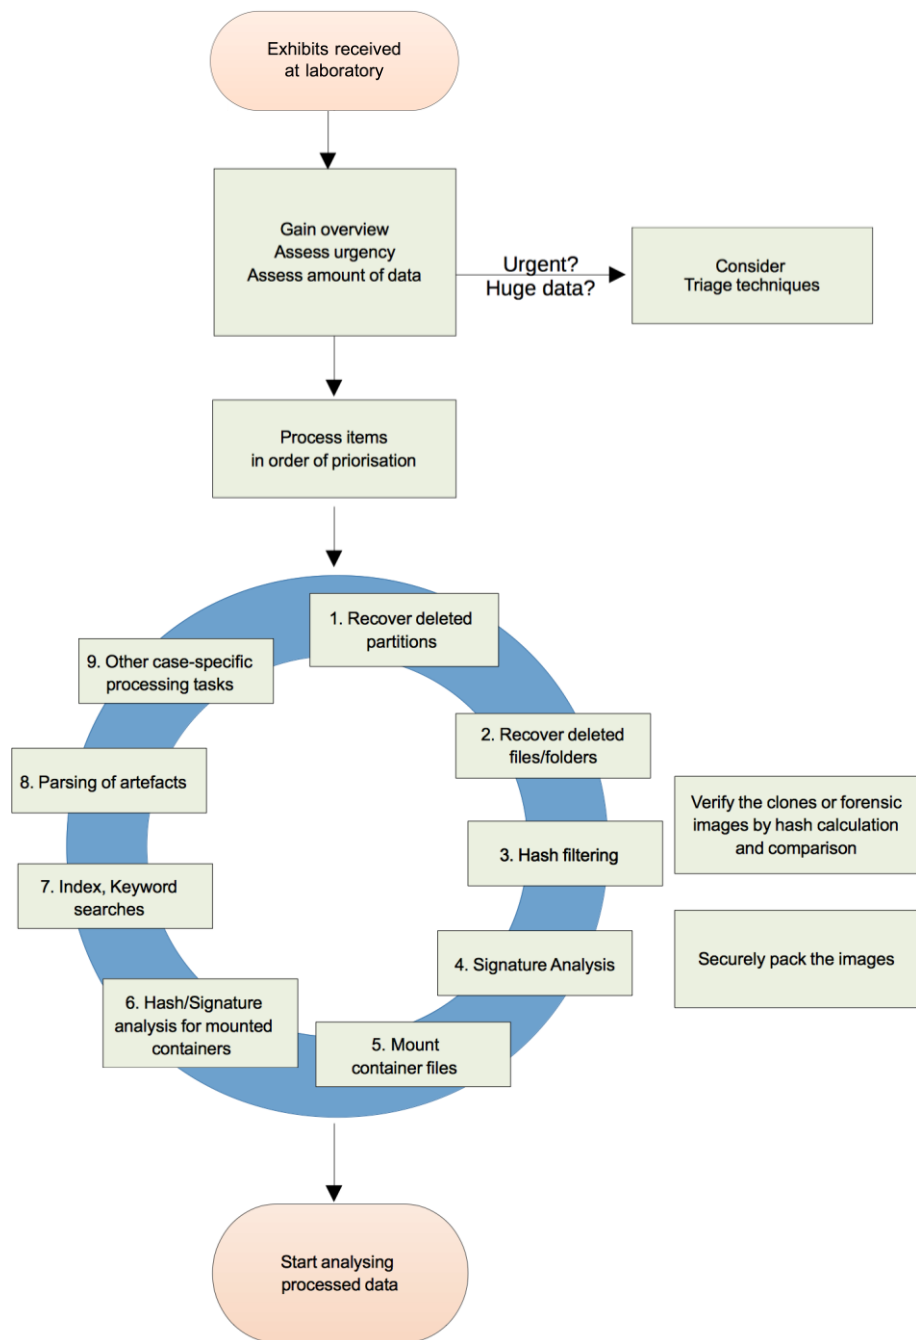 Exhibits received
at laboratory
Gain overview
Assess urgency
Assess amount of data
Urgent?
Huge data?
Consider
Triage techniques
Process items
in order of priorisation
1. Recover deleted
partitions
2. Recover deleted
files/folders
3. Hash filtering
4. Signature Analysis
5. Mount
container files
6. Hash/Signature
analysis for mounted
containers
7. Index, Keyword
searches
8. Parsing of artefacts
9. Other case-specific
processing tasks
Verify the clones or forensic
images by hash calculation
and comparison
Securely pack the images
Start analysing
processed data